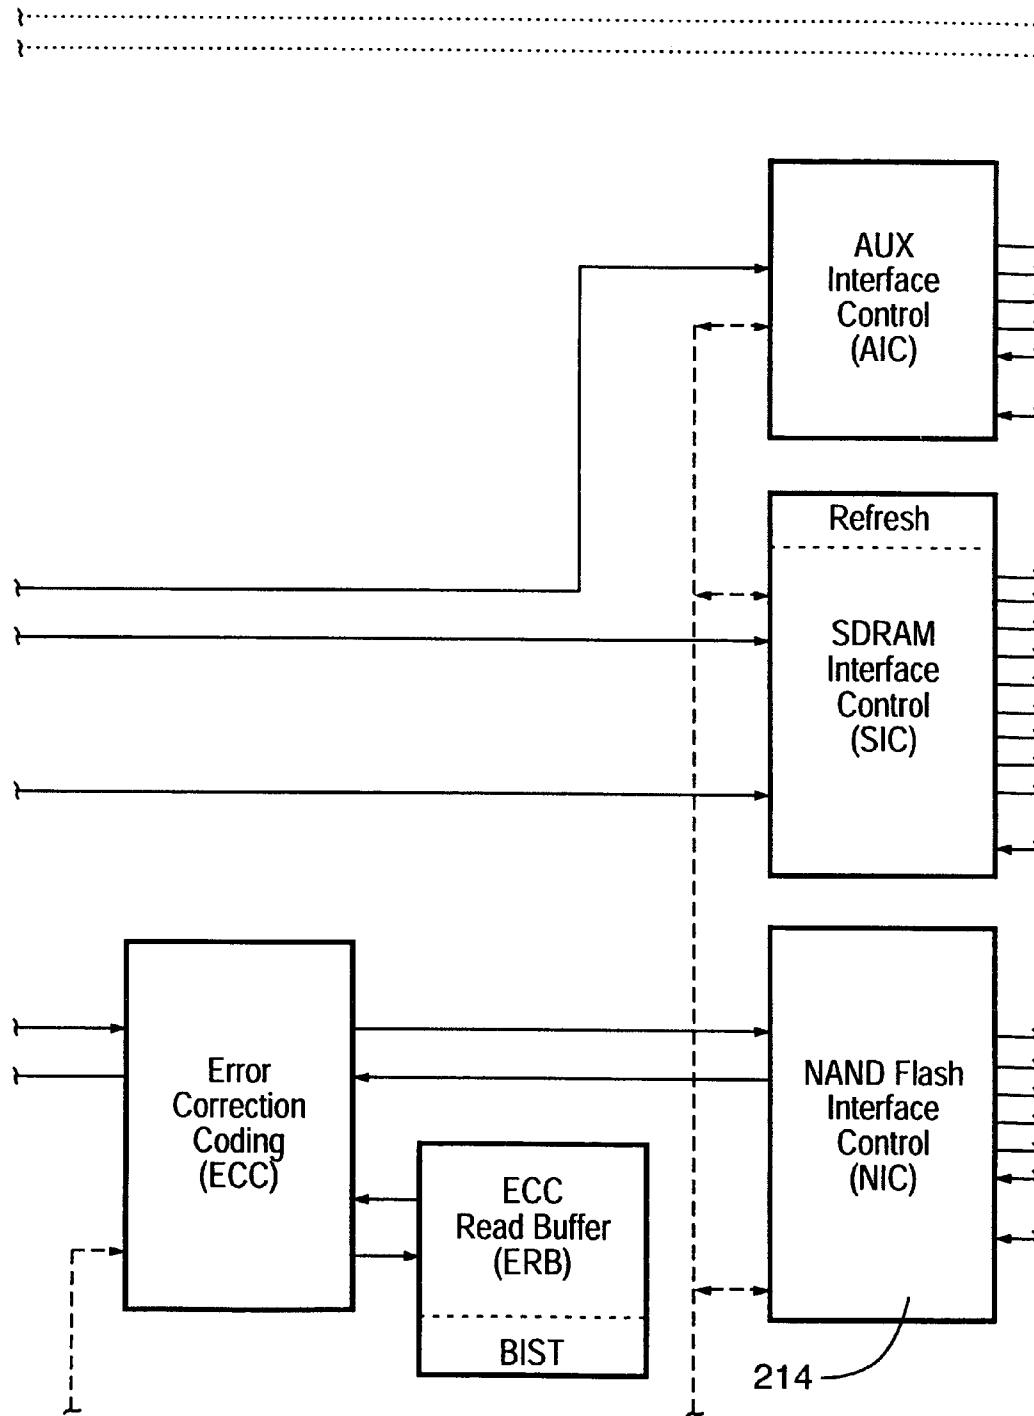 AUX
Interface
Control
(AIC)
Refresh
SDRAM
Interface
Control
(SIC)
Error
Correction
Coding
(ECC)
ECC
Read Buffer
(ERB)
BIST
NAND Flash
Interface
Control
(NIC)
214